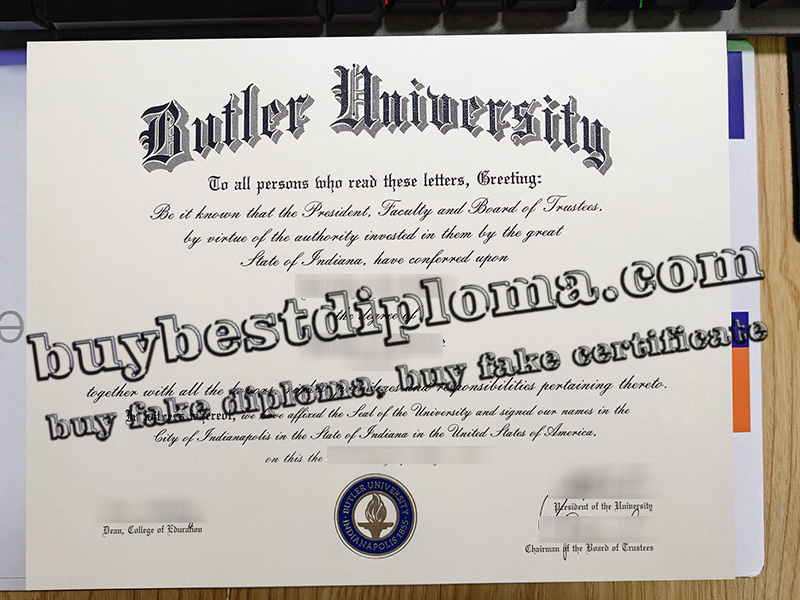 Butler University
To all persons who read these letters, Greeting:
Be it known that the President, Faculty and Board of Trustees,
by virtue of the authority invested in them by the great
State of Indiana, have conferred upon
buybestdiploma.com
the degree of
buy fake diploma, buy fake certificate
together with all the responsibilities pertaining thereto.
we have affixed the Seal of the University and signed our names in the
City of Indianapolis in the State of Indiana in the United States of America,
on this the
BUTLER UNIVERSITY
INDIANAPOLIS 1855
Dean, College of Education
President of the University
Chairman of the Board of Trustees